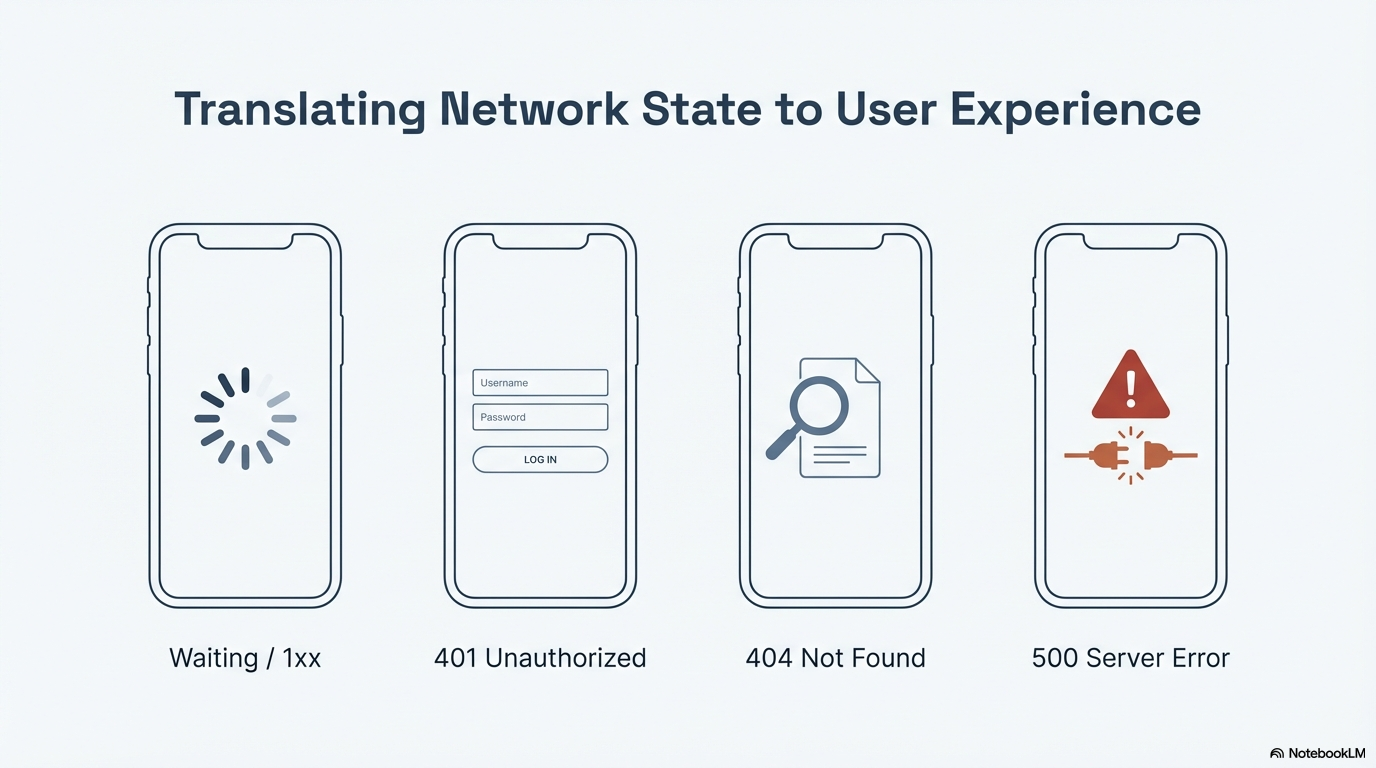 Translating Network State to User Experience
Username
Password
LOG IN
Waiting / 1xx
401 Unauthorized
404 Not Found
500 Server Error
NotebookLM